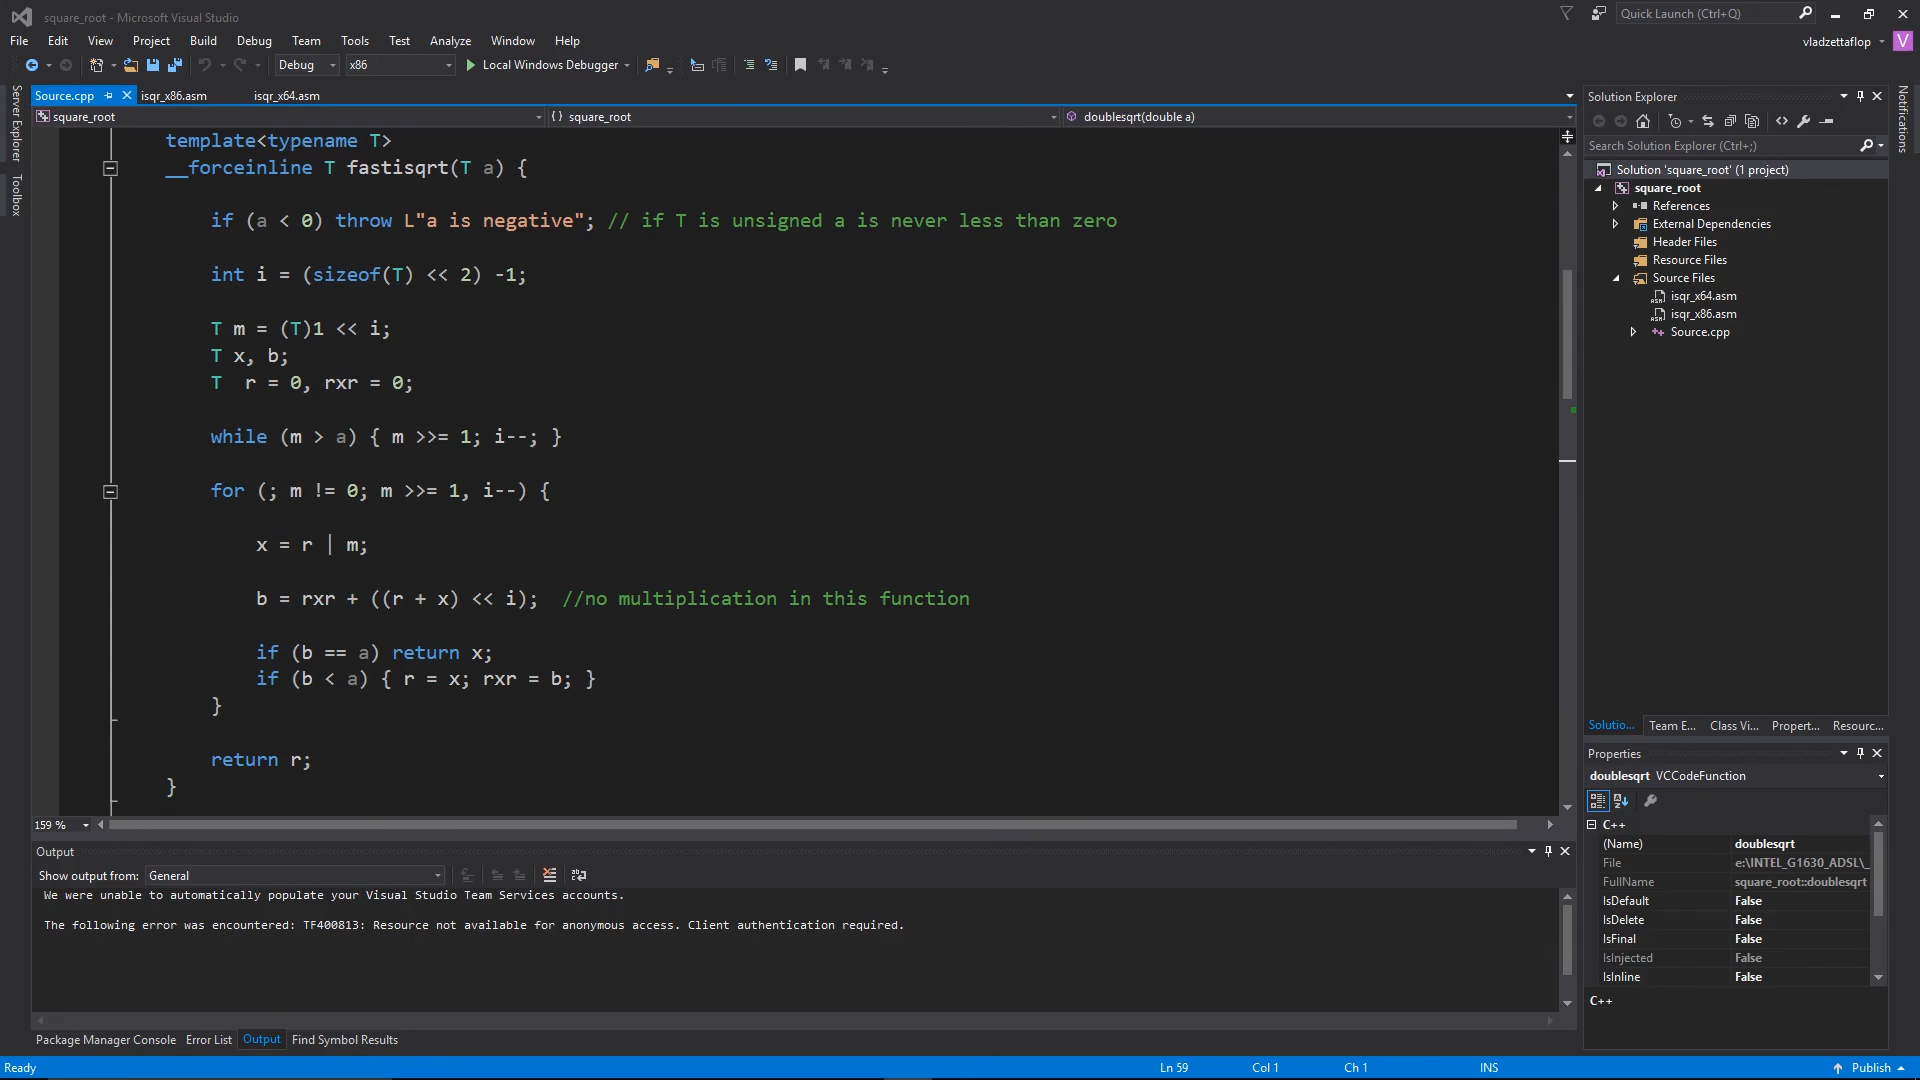 square_root - Microsoft Visual Studio
Quick Launch (Ctrl+Q)
File Edit View Project Build Debug Team Tools Test Analyze Window Help
vladzettaflop V
Debug x86 Local Windows Debugger
Server Explorer
Toolbox
Notifications
Source.cpp isqr_x86.asm isqr_x64.asm
square_root {} square_root doublesqrt(double a)
template<typename T>
__forceinline T fastisqrt(T a) {
if (a < 0) throw L"a is negative"; // if T is unsigned a is never less than zero
int i = (sizeof(T) << 2) -1;
T m = (T)1 << i;
T x, b;
T  r = 0, rxr = 0;
while (m > a) { m >>= 1; i--; }
for (; m != 0; m >>= 1, i--) {
x = r | m;
b = rxr + ((r + x) << i);  //no multiplication in this function
if (b == a) return x;
if (b < a) { r = x; rxr = b; }
}
return r;
}
159 %
Solution Explorer
Search Solution Explorer (Ctrl+;)
Solution 'square_root' (1 project)
square_root
References
External Dependencies
Header Files
Resource Files
Source Files
isqr_x64.asm
isqr_x86.asm
Source.cpp
Solutio... Team E... Class Vi... Propert... Resourc...
Properties
doublesqrt VCCodeFunction
C++
(Name) doublesqrt
File e:\INTEL_G1630_ADSL\_
FullName square_root::doublesqrt
IsDefault False
IsDelete False
IsFinal False
IsInjected False
IsInline False
C++
Output
Show output from: General
We were unable to automatically populate your Visual Studio Team Services accounts.
The following error was encountered: TF400813: Resource not available for anonymous access. Client authentication required.
Package Manager Console Error List Output Find Symbol Results
Ready Ln 59 Col 1 Ch 1 INS Publish